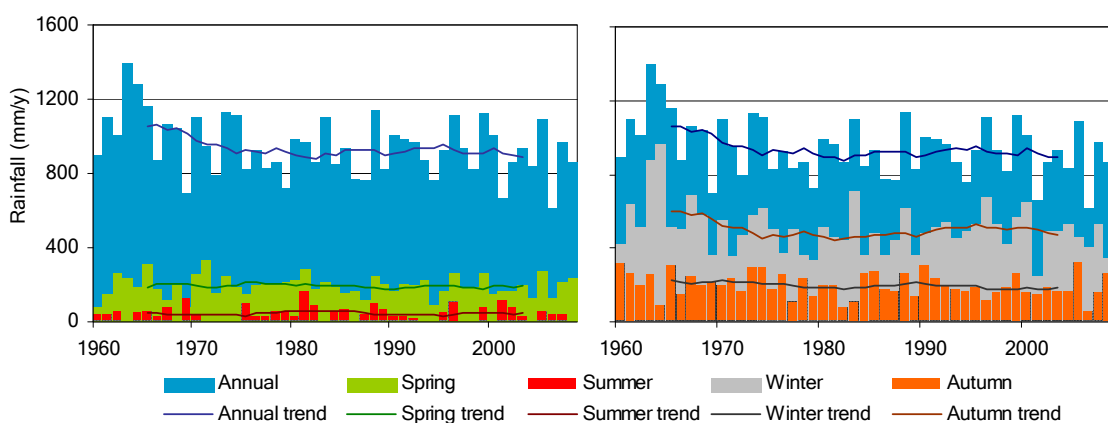 1600
1200
800
400
0
Rainfall (mm/y)
1960 1970 1980 1990 2000
1960 1970 1980 1990 2000
Annual Spring Summer Winter Autumn
Annual trend Spring trend Summer trend Winter trend Autumn trend